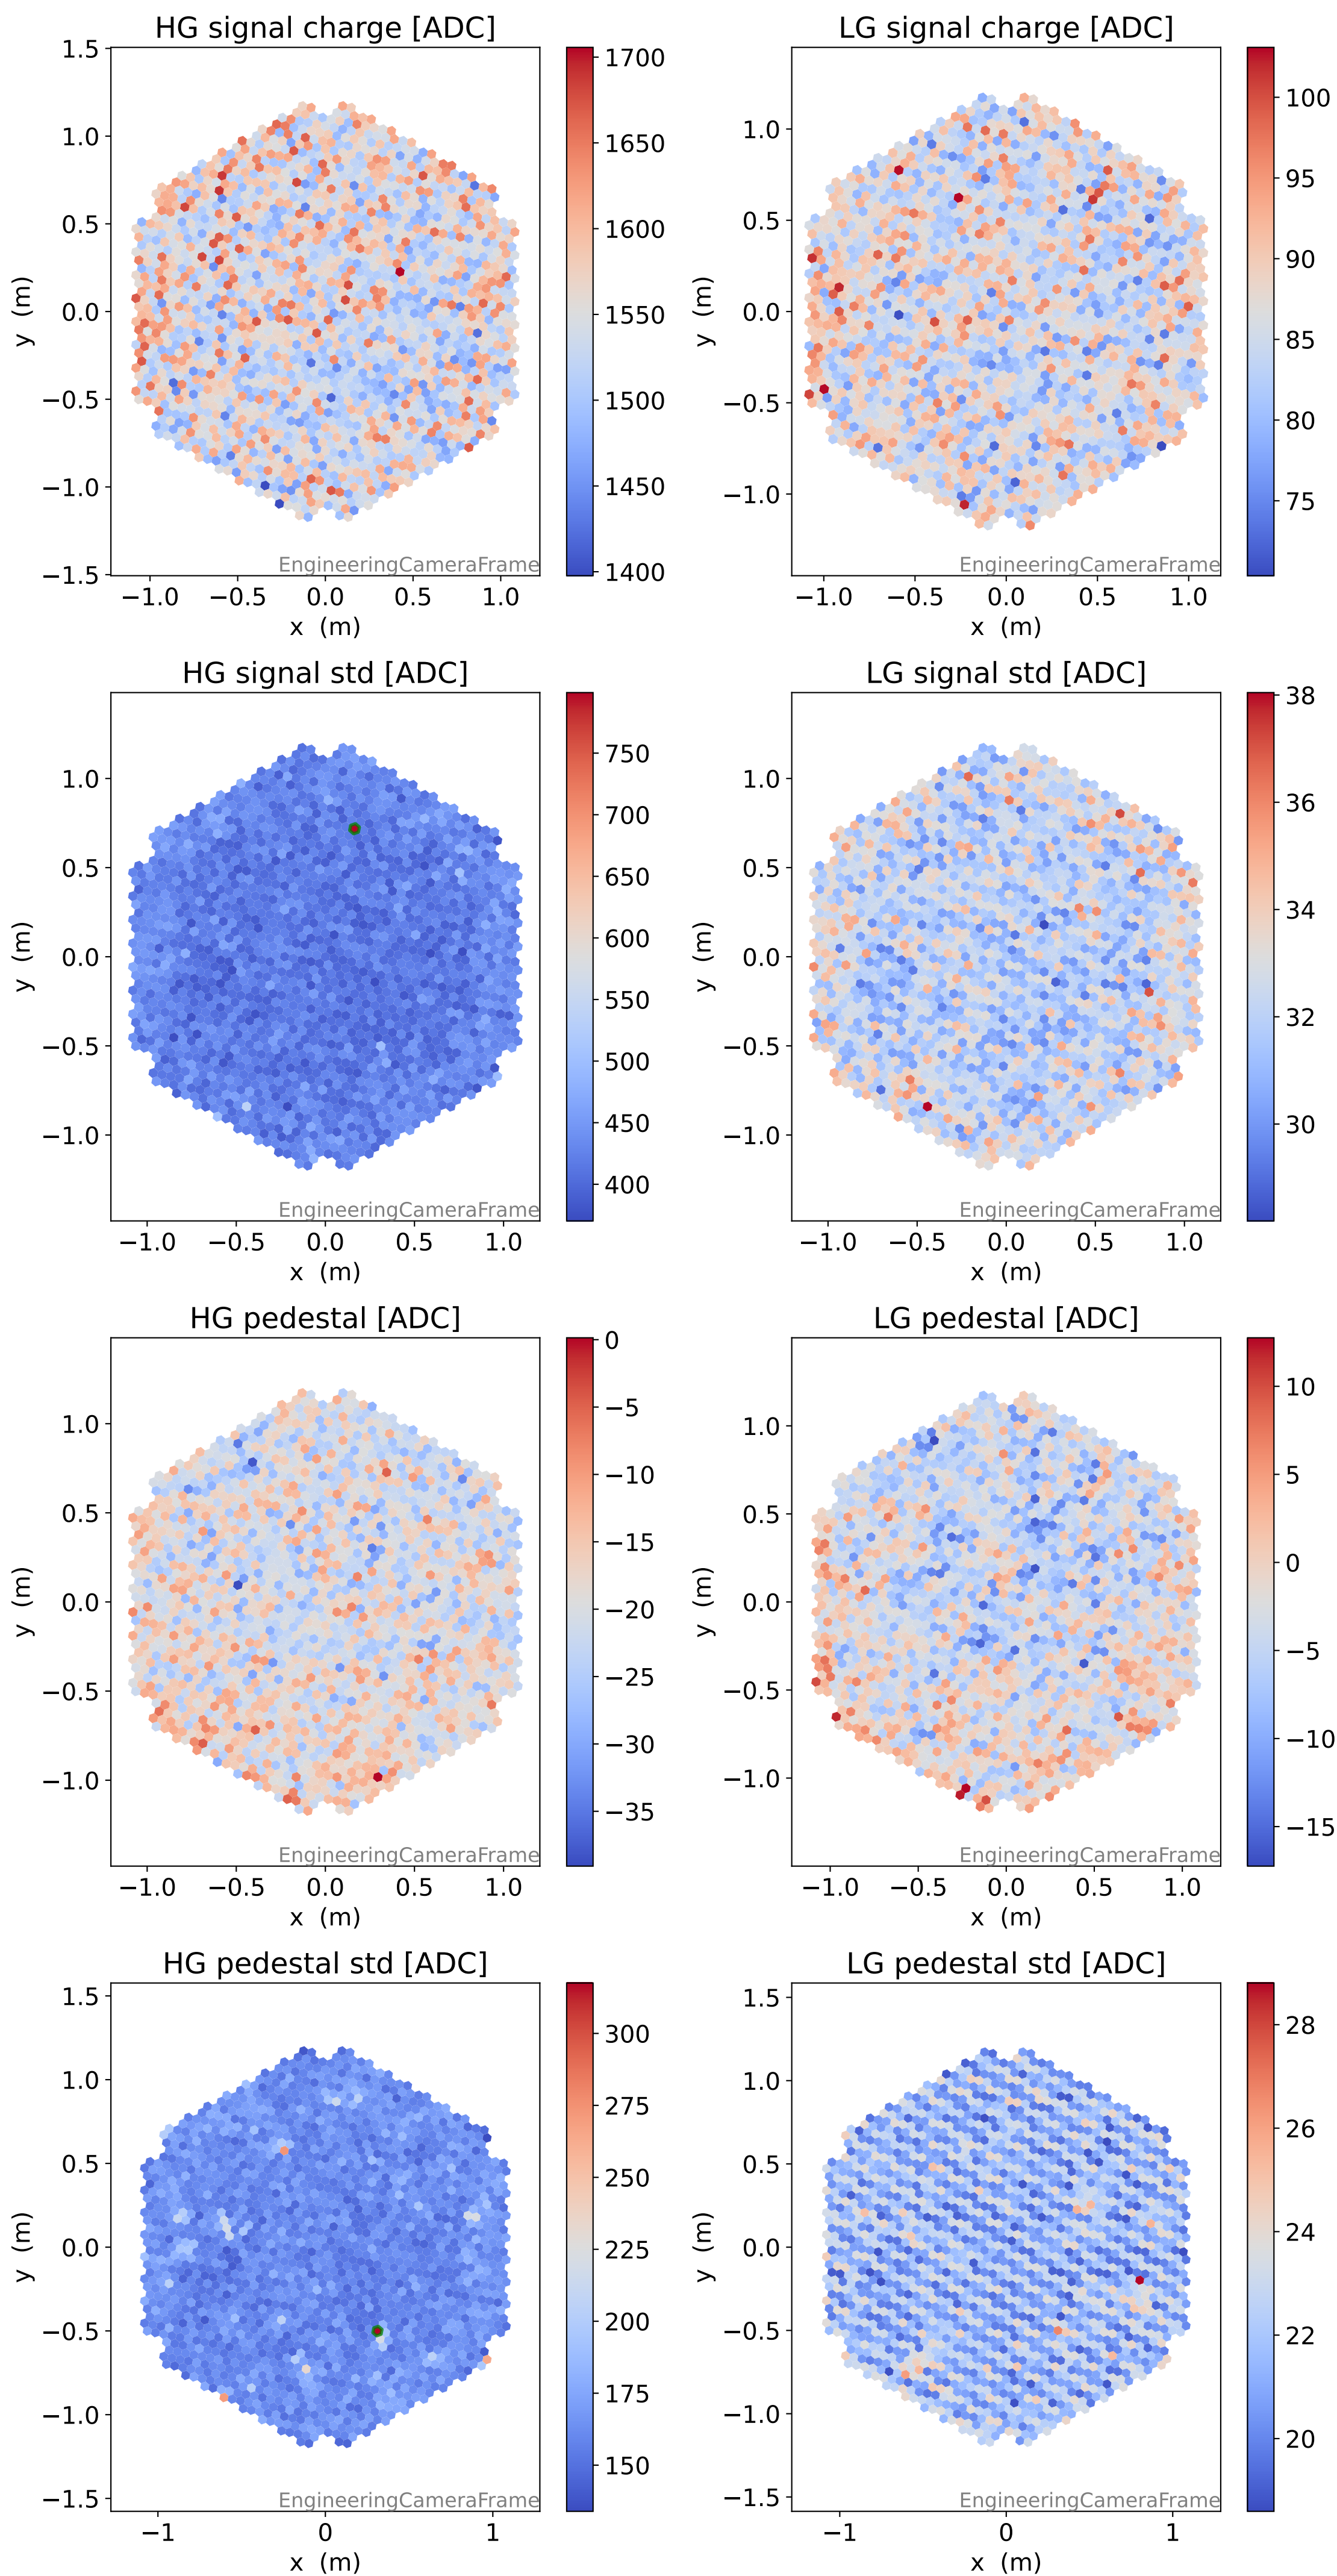 HG signal charge [ADC]
1.5
1.0
0.5
0.0
−0.5
−1.0
−1.5
y (m)
−1.0 −0.5 0.0 0.5 1.0
x (m)
EngineeringCameraFrame
1700
1650
1600
1550
1500
1450
1400
LG signal charge [ADC]
1.0
0.5
0.0
−0.5
−1.0
y (m)
−1.0 −0.5 0.0 0.5 1.0
x (m)
EngineeringCameraFrame
100
95
90
85
80
75
HG signal std [ADC]
1.0
0.5
0.0
−0.5
−1.0
y (m)
−1.0 −0.5 0.0 0.5 1.0
x (m)
EngineeringCameraFrame
750
700
650
600
550
500
450
400
LG signal std [ADC]
1.0
0.5
0.0
−0.5
−1.0
y (m)
−1.0 −0.5 0.0 0.5 1.0
x (m)
EngineeringCameraFrame
38
36
34
32
30
HG pedestal [ADC]
1.0
0.5
0.0
−0.5
−1.0
y (m)
−1.0 −0.5 0.0 0.5 1.0
x (m)
EngineeringCameraFrame
0
−5
−10
−15
−20
−25
−30
−35
LG pedestal [ADC]
1.0
0.5
0.0
−0.5
−1.0
y (m)
−1.0 −0.5 0.0 0.5 1.0
x (m)
EngineeringCameraFrame
10
5
0
−5
−10
−15
HG pedestal std [ADC]
1.5
1.0
0.5
0.0
−0.5
−1.0
−1.5
y (m)
−1 0 1
x (m)
EngineeringCameraFrame
300
275
250
225
200
175
150
LG pedestal std [ADC]
1.5
1.0
0.5
0.0
−0.5
−1.0
−1.5
y (m)
−1 0 1
x (m)
EngineeringCameraFrame
28
26
24
22
20